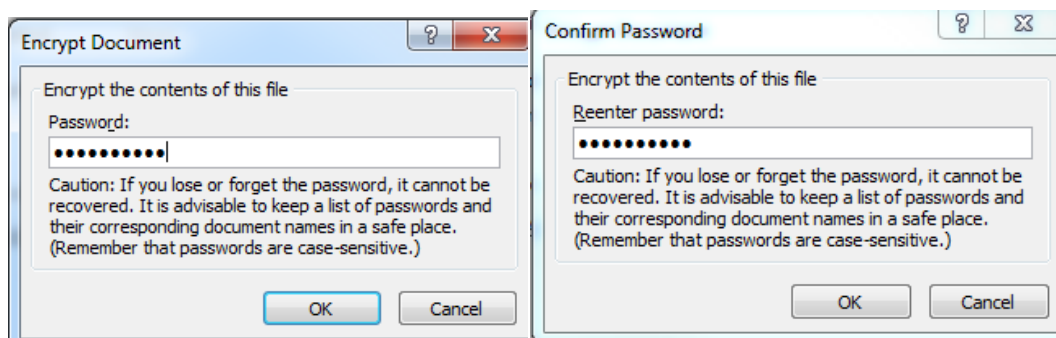 Encrypt Document
Encrypt the contents of this file
Password:
••••••••••
Caution: If you lose or forget the password, it cannot be
recovered. It is advisable to keep a list of passwords and
their corresponding document names in a safe place.
(Remember that passwords are case-sensitive.)
OK
Cancel
Confirm Password
Encrypt the contents of this file
Reenter password:
••••••••••
Caution: If you lose or forget the password, it cannot be
recovered. It is advisable to keep a list of passwords and
their corresponding document names in a safe place.
(Remember that passwords are case-sensitive.)
OK
Cancel